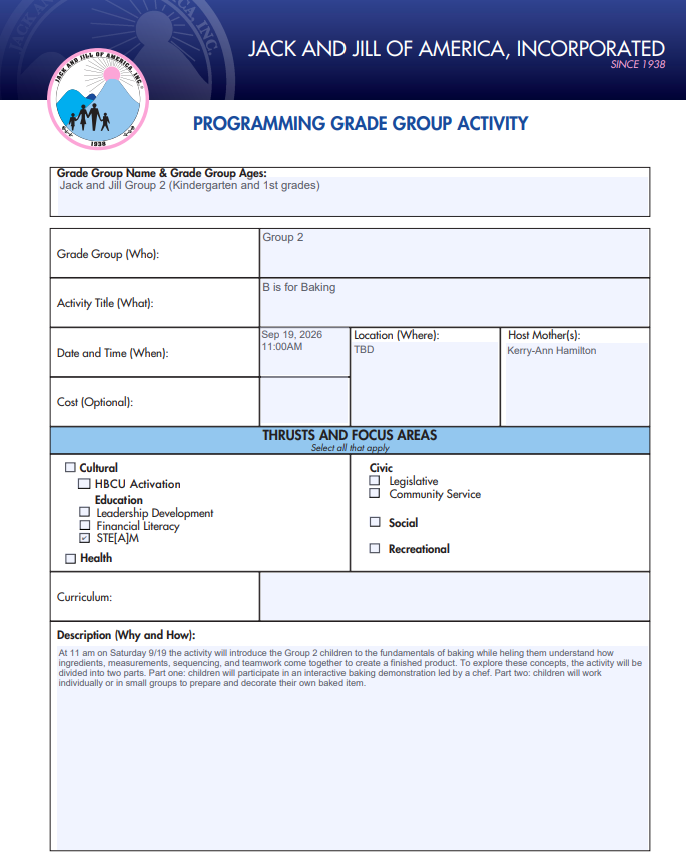 JACK AND JILL OF AMERICA, INCORPORATED
SINCE 1938
JACK AND JILL OF AMERICA, INC.
1938
PROGRAMMING GRADE GROUP ACTIVITY
Grade Group Name & Grade Group Ages:
Jack and Jill Group 2 (Kindergarten and 1st grades)
Grade Group (Who):
Group 2
Activity Title (What):
B is for Baking
Date and Time (When):
Sep 19, 2026
11:00AM
Location (Where):
TBD
Host Mother(s):
Kerry-Ann Hamilton
Cost (Optional):
THRUSTS AND FOCUS AREAS
Select all that apply
Cultural
HBCU Activation
Education
Leadership Development
Financial Literacy
STE[A]M
Health
Civic
Legislative
Community Service
Social
Recreational
Curriculum:
Description (Why and How):
At 11 am on Saturday 9/19 the activity will introduce the Group 2 children to the fundamentals of baking while heling them understand how
ingredients, measurements, sequencing, and teamwork come together to create a finished product. To explore these concepts, the activity will be
divided into two parts. Part one: children will participate in an interactive baking demonstration led by a chef. Part two: children will work
individually or in small groups to prepare and decorate their own baked item.